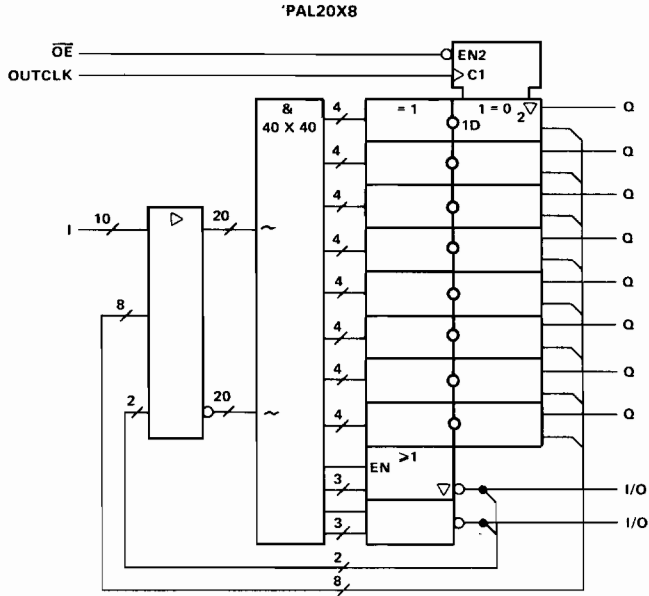 'PAL20X8
OE
OUTCLK
EN2
C1
&
40 X 40
4
= 1
1 = 0
2
1D
Q
4
Q
4
Q
I
10
20
~
4
Q
8
4
Q
4
Q
4
Q
2
20
~
4
Q
≥1
EN
3
I/O
3
I/O
2
8